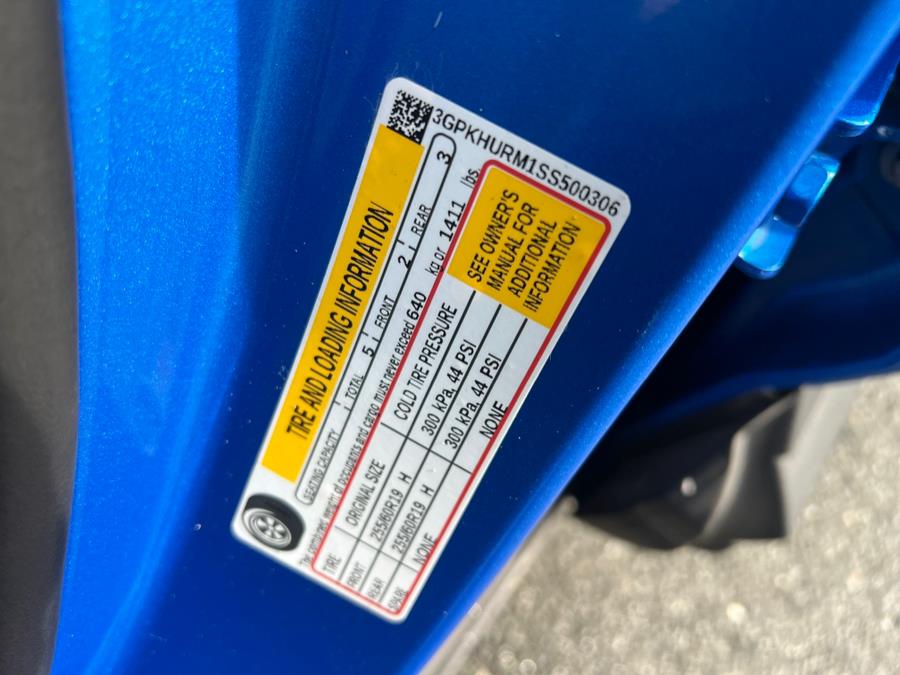 3GPKHURM1SS500306
TIRE AND LOADING INFORMATION
SEATING CAPACITY TOTAL 5 FRONT 2 REAR 3
The combined weight of occupants and cargo must never exceed 640 kg or 1411 lbs.
TIRE ORIGINAL SIZE COLD TIRE PRESSURE
FRONT 255/60R19 H 300 kPa, 44 PSI
REAR 255/60R19 H 300 kPa, 44 PSI
SPARE NONE NONE
SEE OWNER'S
MANUAL FOR
ADDITIONAL
INFORMATION